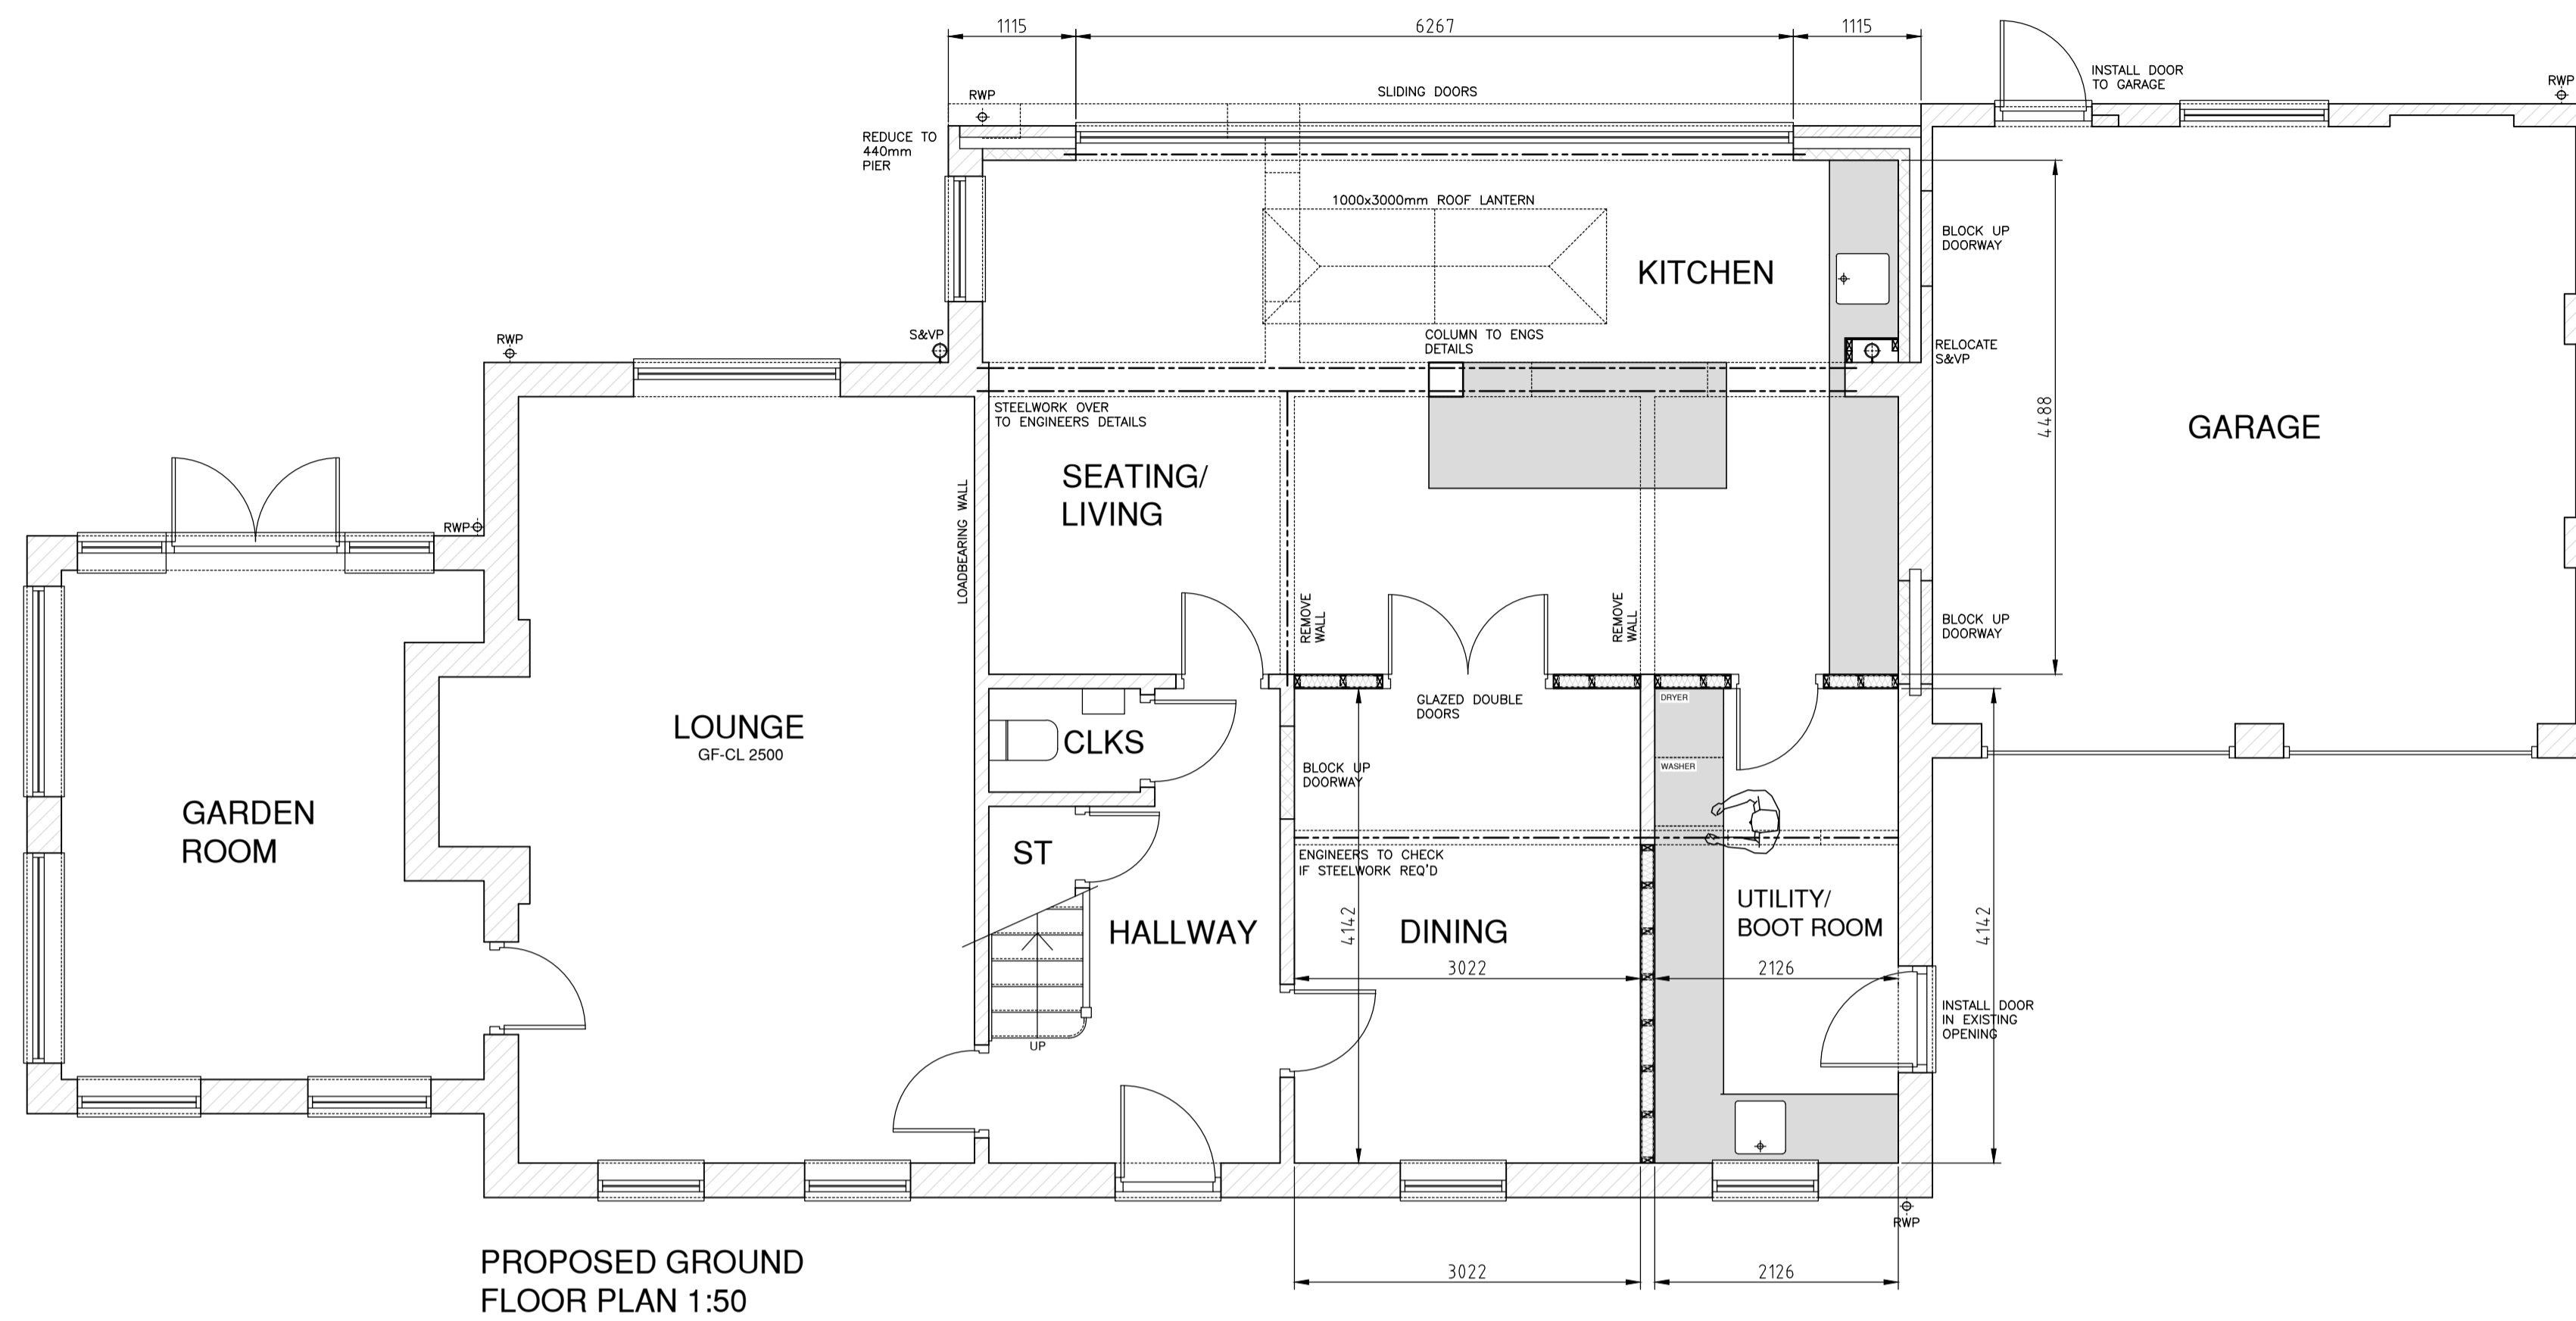 1115
6267
1115
RWP
SLIDING DOORS
INSTALL DOOR
TO GARAGE
RWP
REDUCE TO
440mm
PIER
1000x3000mm ROOF LANTERN
KITCHEN
BLOCK UP
DOORWAY
RWP
S&VP
COLUMN TO ENGS
DETAILS
RELOCATE
S&VP
STEELWORK OVER
TO ENGINEERS DETAILS
4488
GARAGE
SEATING/
LIVING
LOADBEARING WALL
RWP
REMOVE
WALL
REMOVE
WALL
BLOCK UP
DOORWAY
GLAZED DOUBLE
DOORS
DRYER
LOUNGE
GF-CL 2500
CLKS
BLOCK UP
DOORWAY
WASHER
GARDEN
ROOM
ST
ENGINEERS TO CHECK
IF STEELWORK REQ'D
HALLWAY
4142
DINING
UTILITY/
BOOT ROOM
4142
3022
2126
INSTALL DOOR
IN EXISTING
OPENING
UP
RWP
PROPOSED GROUND
FLOOR PLAN 1:50
3022
2126